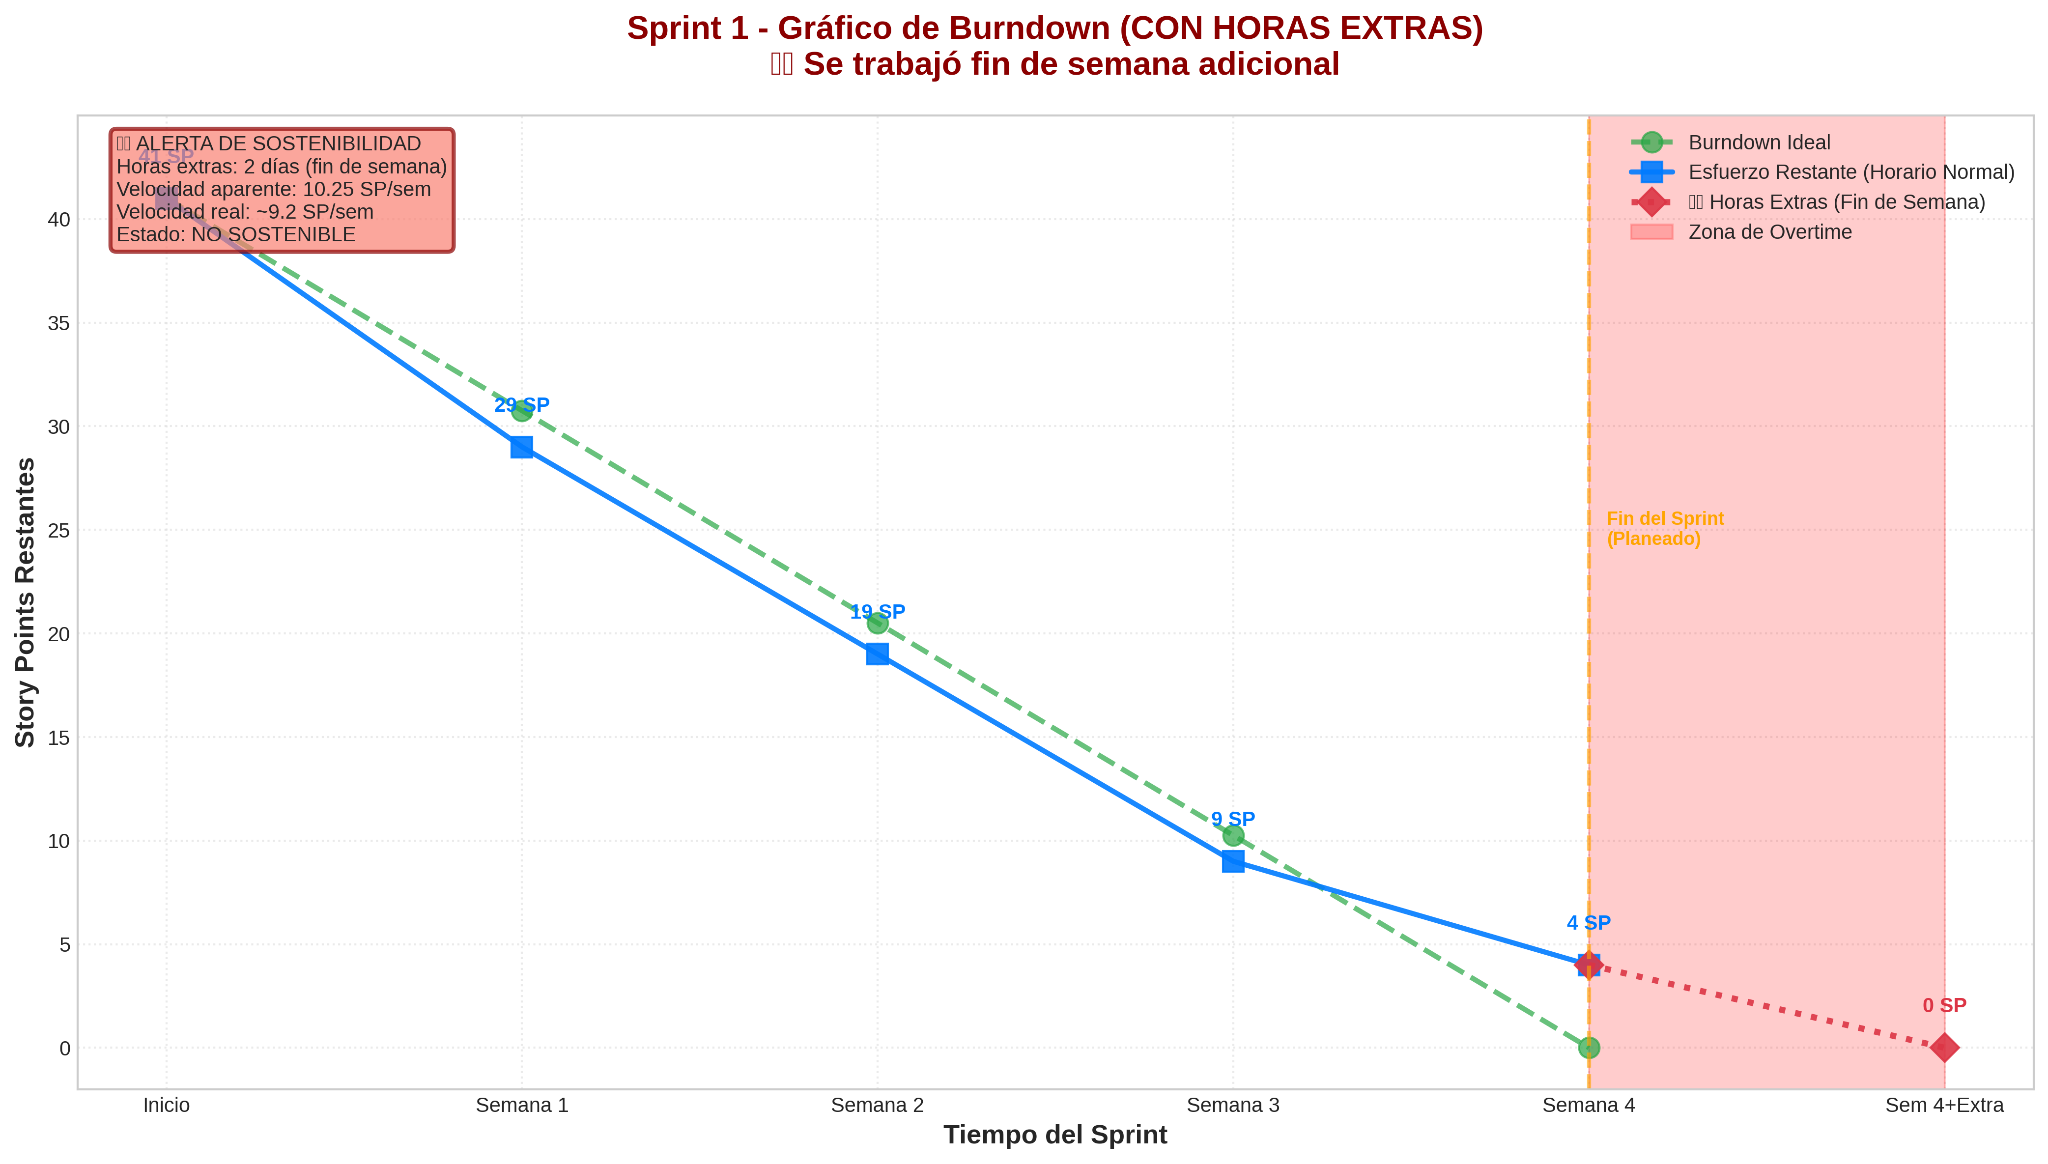 Sprint 1 - Gráfico de Burndown (CON HORAS EXTRAS)
Se trabajó fin de semana adicional
ALERTA DE SOSTENIBILIDAD
41 SP
Horas extras: 2 días (fin de semana)
Velocidad aparente: 10.25 SP/sem
Velocidad real: ~9.2 SP/sem
Estado: NO SOSTENIBLE
Burndown Ideal
Esfuerzo Restante (Horario Normal)
Horas Extras (Fin de Semana)
Zona de Overtime
29 SP
19 SP
9 SP
4 SP
0 SP
Fin del Sprint
(Planeado)
Story Points Restantes
40
35
30
25
20
15
10
5
0
Inicio
Semana 1
Semana 2
Semana 3
Semana 4
Sem 4+Extra
Tiempo del Sprint